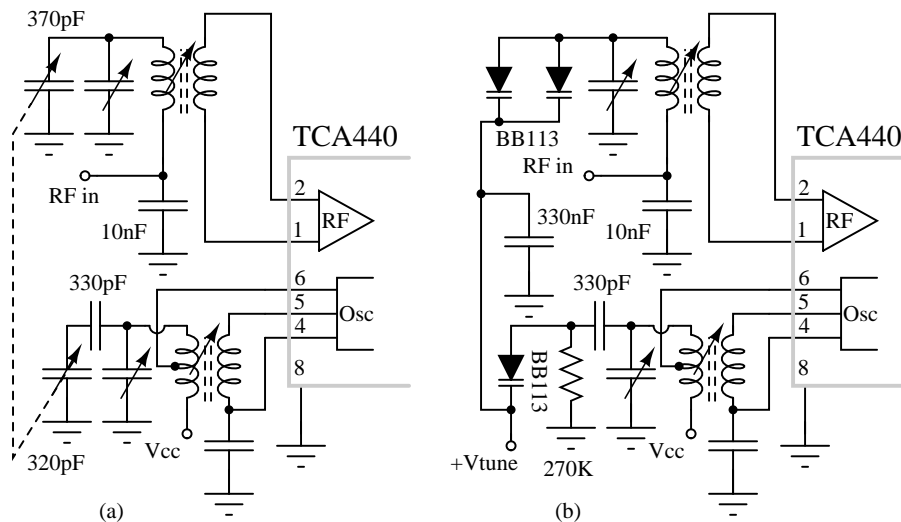 370pF
TCA440
RF in
10nF
2
1
RF
330pF
6
5
4
Osc
8
Vcc
320pF
(a)
BB113
TCA440
RF in
330nF
10nF
2
1
RF
330pF
6
5
4
Osc
8
BB113
Vcc
+Vtune
270K
(b)